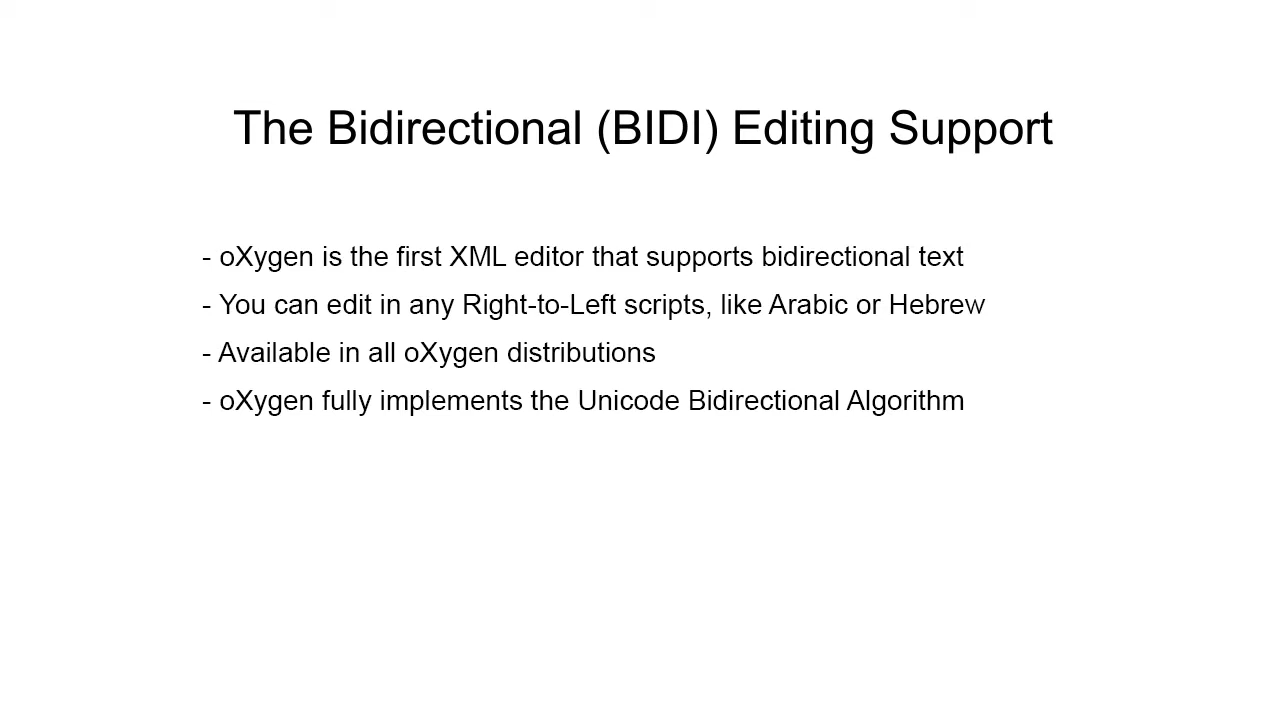 The Bidirectional (BIDI) Editing Support
- oXygen is the first XML editor that supports bidirectional text
- You can edit in any Right-to-Left scripts, like Arabic or Hebrew
- Available in all oXygen distributions
- oXygen fully implements the Unicode Bidirectional Algorithm